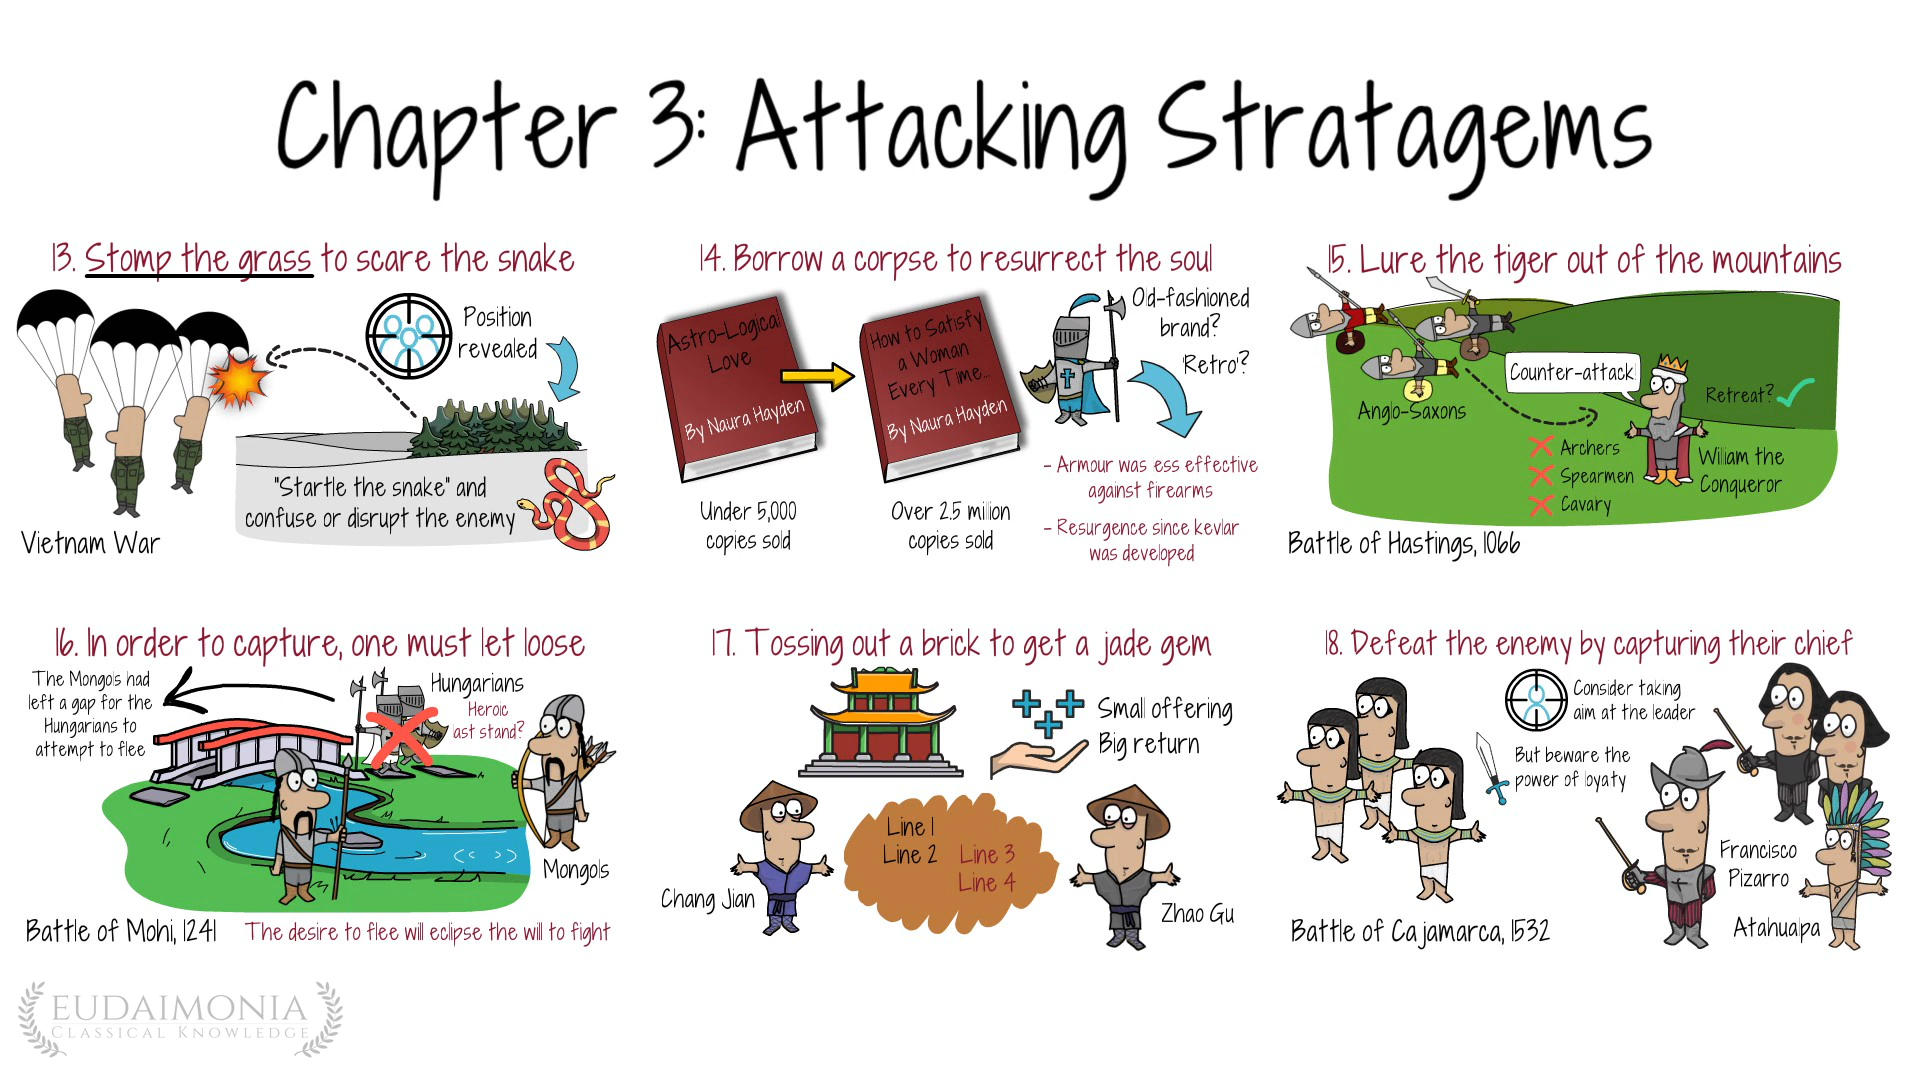 Chapter 3: Attacking Stratagems
13. Stomp the grass to scare the snake
Position
revealed
"Startle the snake" and
confuse or disrupt the enemy
Vietnam War
14. Borrow a corpse to resurrect the soul
Astro-Logical
Love
By Naura Hayden
Under 5,000
copies sold
How to Satisfy
a Woman
Every Time...
By Naura Hayden
Over 2.5 million
copies sold
Old-fashioned
brand?
'Retro'?
- Armour was less effective
against firearms
- Resurgence since kevlar
was developed
15. Lure the tiger out of the mountains
Anglo-Saxons
Counter-attack!
Retreat?
Archers
Spearmen
Cavalry
William the
Conqueror
Battle of Hastings, 1066
16. In order to capture, one must let loose
The Mongols had
left a gap for the
Hungarians to
attempt to flee
Hungarians
Heroic
last stand?
Mongols
Battle of Mohi, 1241
The desire to flee will eclipse the will to fight
17. Tossing out a brick to get a jade gem
Small offering
Big return
Chang Jian
Line 1
Line 2
Line 3
Line 4
Zhao Gu
18. Defeat the enemy by capturing their chief
Consider taking
aim at the leader
But beware the
power of loyalty
Francisco
Pizarro
Atahualpa
Battle of Cajamarca, 1532
EUDAIMONIA
CLASSICAL KNOWLEDGE